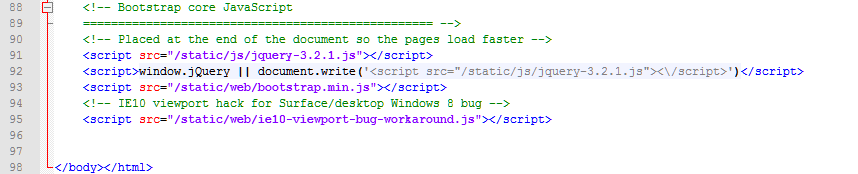 88 <!-- Bootstrap core JavaScript
89 ================================================== -->
90 <!-- Placed at the end of the document so the pages load faster -->
91 <script src="/static/js/jquery-3.2.1.js"></script>
92 <script>window.jQuery || document.write('<script src="/static/js/jquery-3.2.1.js"><\/script>')</script>
93 <script src="/static/web/bootstrap.min.js"></script>
94 <!-- IE10 viewport hack for Surface/desktop Windows 8 bug -->
95 <script src="/static/web/ie10-viewport-bug-workaround.js"></script>
96
97
98 </body></html>